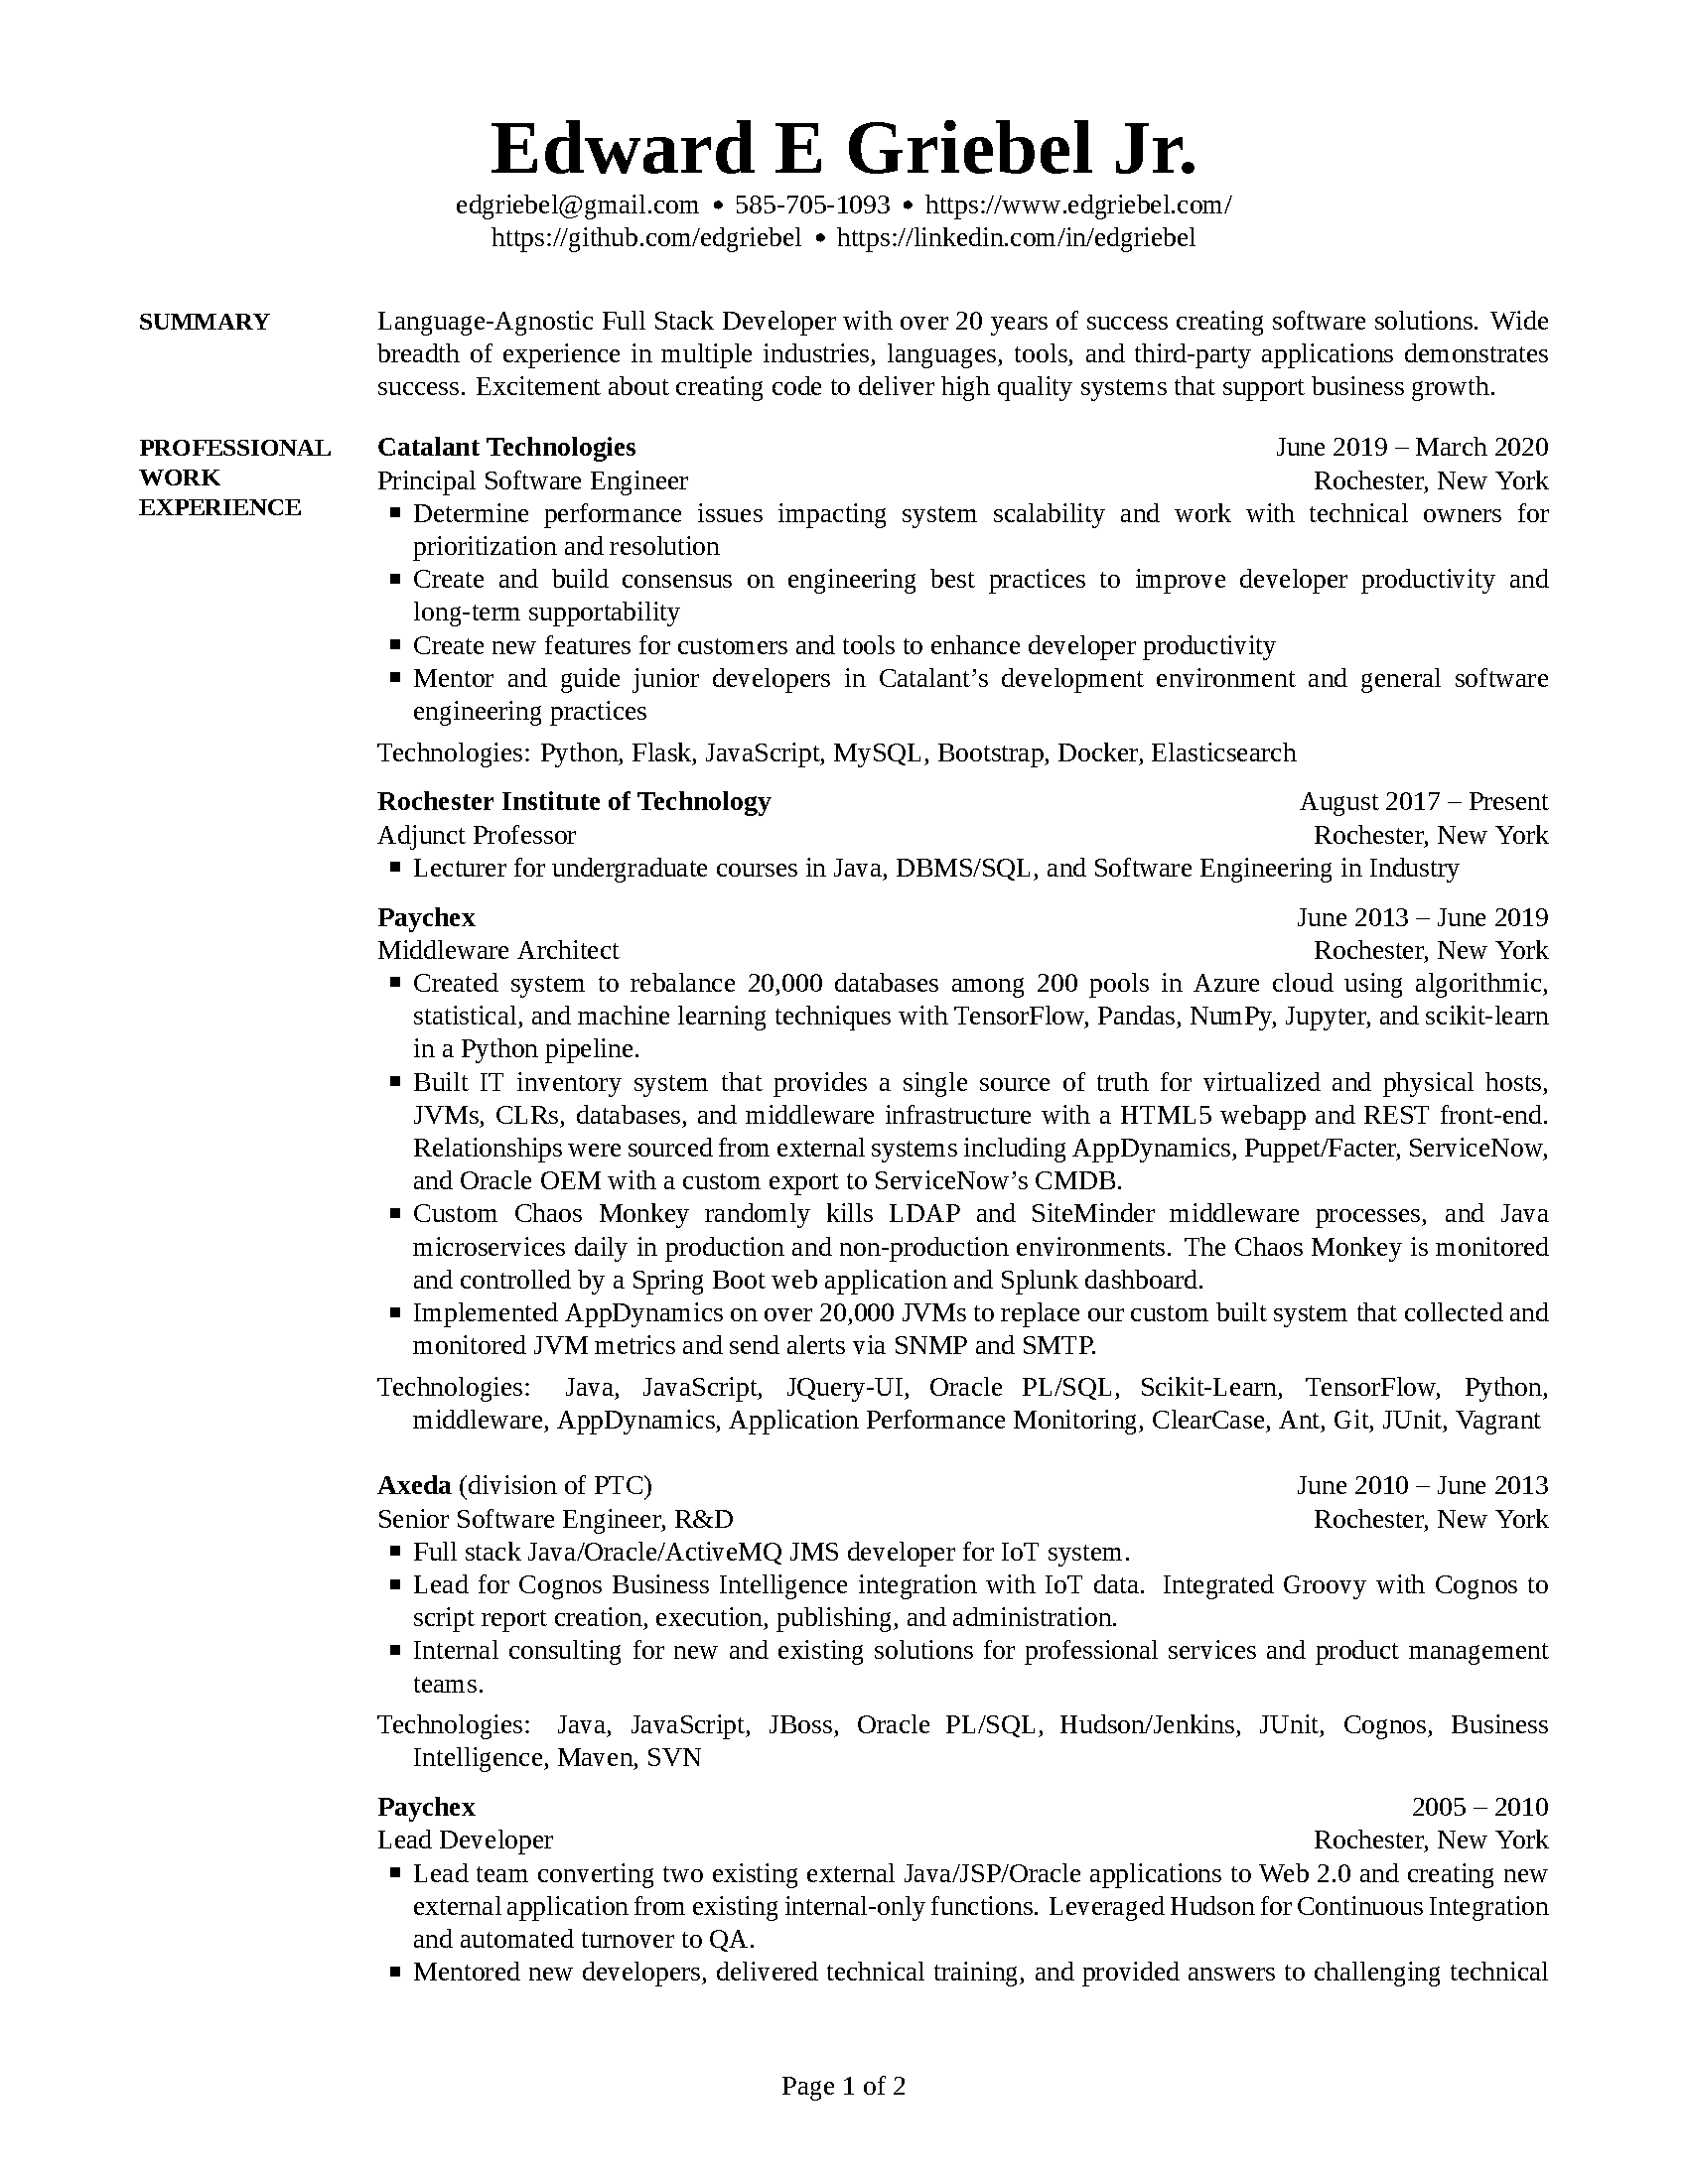 Edward E Griebel Jr.
edgriebel@gmail.com • 585-705-1093 • https://www.edgriebel.com/
https://github.com/edgriebel • https://linkedin.com/in/edgriebel
SUMMARY
Language-Agnostic Full Stack Developer with over 20 years of success creating software solutions. Wide
breadth of experience in multiple industries, languages, tools, and third-party applications demonstrates
success. Excitement about creating code to deliver high quality systems that support business growth.
PROFESSIONAL
WORK
EXPERIENCE
Catalant Technologies June 2019 – March 2020
Principal Software Engineer Rochester, New York
▪ Determine performance issues impacting system scalability and work with technical owners for
prioritization and resolution
▪ Create and build consensus on engineering best practices to improve developer productivity and
long-term supportability
▪ Create new features for customers and tools to enhance developer productivity
▪ Mentor and guide junior developers in Catalant’s development environment and general software
engineering practices
Technologies: Python, Flask, JavaScript, MySQL, Bootstrap, Docker, Elasticsearch
Rochester Institute of Technology August 2017 – Present
Adjunct Professor Rochester, New York
▪ Lecturer for undergraduate courses in Java, DBMS/SQL, and Software Engineering in Industry
Paychex June 2013 – June 2019
Middleware Architect Rochester, New York
▪ Created system to rebalance 20,000 databases among 200 pools in Azure cloud using algorithmic,
statistical, and machine learning techniques with TensorFlow, Pandas, NumPy, Jupyter, and scikit-learn
in a Python pipeline.
▪ Built IT inventory system that provides a single source of truth for virtualized and physical hosts,
JVMs, CLRs, databases, and middleware infrastructure with a HTML5 webapp and REST front-end.
Relationships were sourced from external systems including AppDynamics, Puppet/Facter, ServiceNow,
and Oracle OEM with a custom export to ServiceNow’s CMDB.
▪ Custom Chaos Monkey randomly kills LDAP and SiteMinder middleware processes, and Java
microservices daily in production and non-production environments. The Chaos Monkey is monitored
and controlled by a Spring Boot web application and Splunk dashboard.
▪ Implemented AppDynamics on over 20,000 JVMs to replace our custom built system that collected and
monitored JVM metrics and send alerts via SNMP and SMTP.
Technologies: Java, JavaScript, JQuery-UI, Oracle PL/SQL, Scikit-Learn, TensorFlow, Python,
middleware, AppDynamics, Application Performance Monitoring, ClearCase, Ant, Git, JUnit, Vagrant
Axeda (division of PTC) June 2010 – June 2013
Senior Software Engineer, R&D Rochester, New York
▪ Full stack Java/Oracle/ActiveMQ JMS developer for IoT system.
▪ Lead for Cognos Business Intelligence integration with IoT data. Integrated Groovy with Cognos to
script report creation, execution, publishing, and administration.
▪ Internal consulting for new and existing solutions for professional services and product management
teams.
Technologies: Java, JavaScript, JBoss, Oracle PL/SQL, Hudson/Jenkins, JUnit, Cognos, Business
Intelligence, Maven, SVN
Paychex 2005 – 2010
Lead Developer Rochester, New York
▪ Lead team converting two existing external Java/JSP/Oracle applications to Web 2.0 and creating new
external application from existing internal-only functions. Leveraged Hudson for Continuous Integration
and automated turnover to QA.
▪ Mentored new developers, delivered technical training, and provided answers to challenging technical
Page 1 of 2